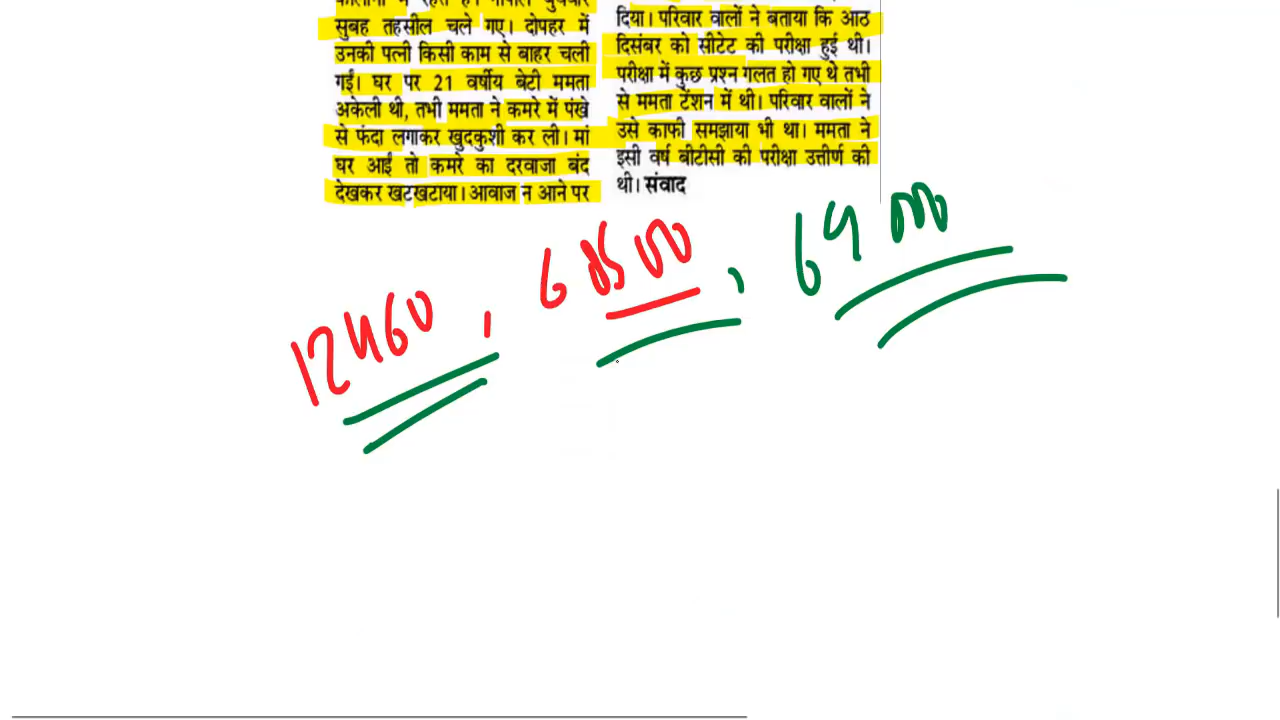 कालोनी में रहते हैं। गोपाल बुधवार
सुबह तहसील चले गए। दोपहर में
उनकी पत्नी किसी काम से बाहर चली
गईं। घर पर 21 वर्षीय बेटी ममता
अकेली थी, तभी ममता ने कमरे में पंखे
से फंदा लगाकर खुदकुशी कर ली। मां
घर आईं तो कमरे का दरवाजा बंद
देखकर खटखटाया। आवाज न आने पर
दिया। परिवार वालों ने बताया कि आठ
दिसंबर को सीटेट की परीक्षा हुई थी।
परीक्षा में कुछ प्रश्न गलत हो गए थे तभी
से ममता टेंशन में थी। परिवार वालों ने
उसे काफी समझाया भी था। ममता ने
इसी वर्ष बीटीसी की परीक्षा उत्तीर्ण की
थी। संवाद
12460, 68500, 69000